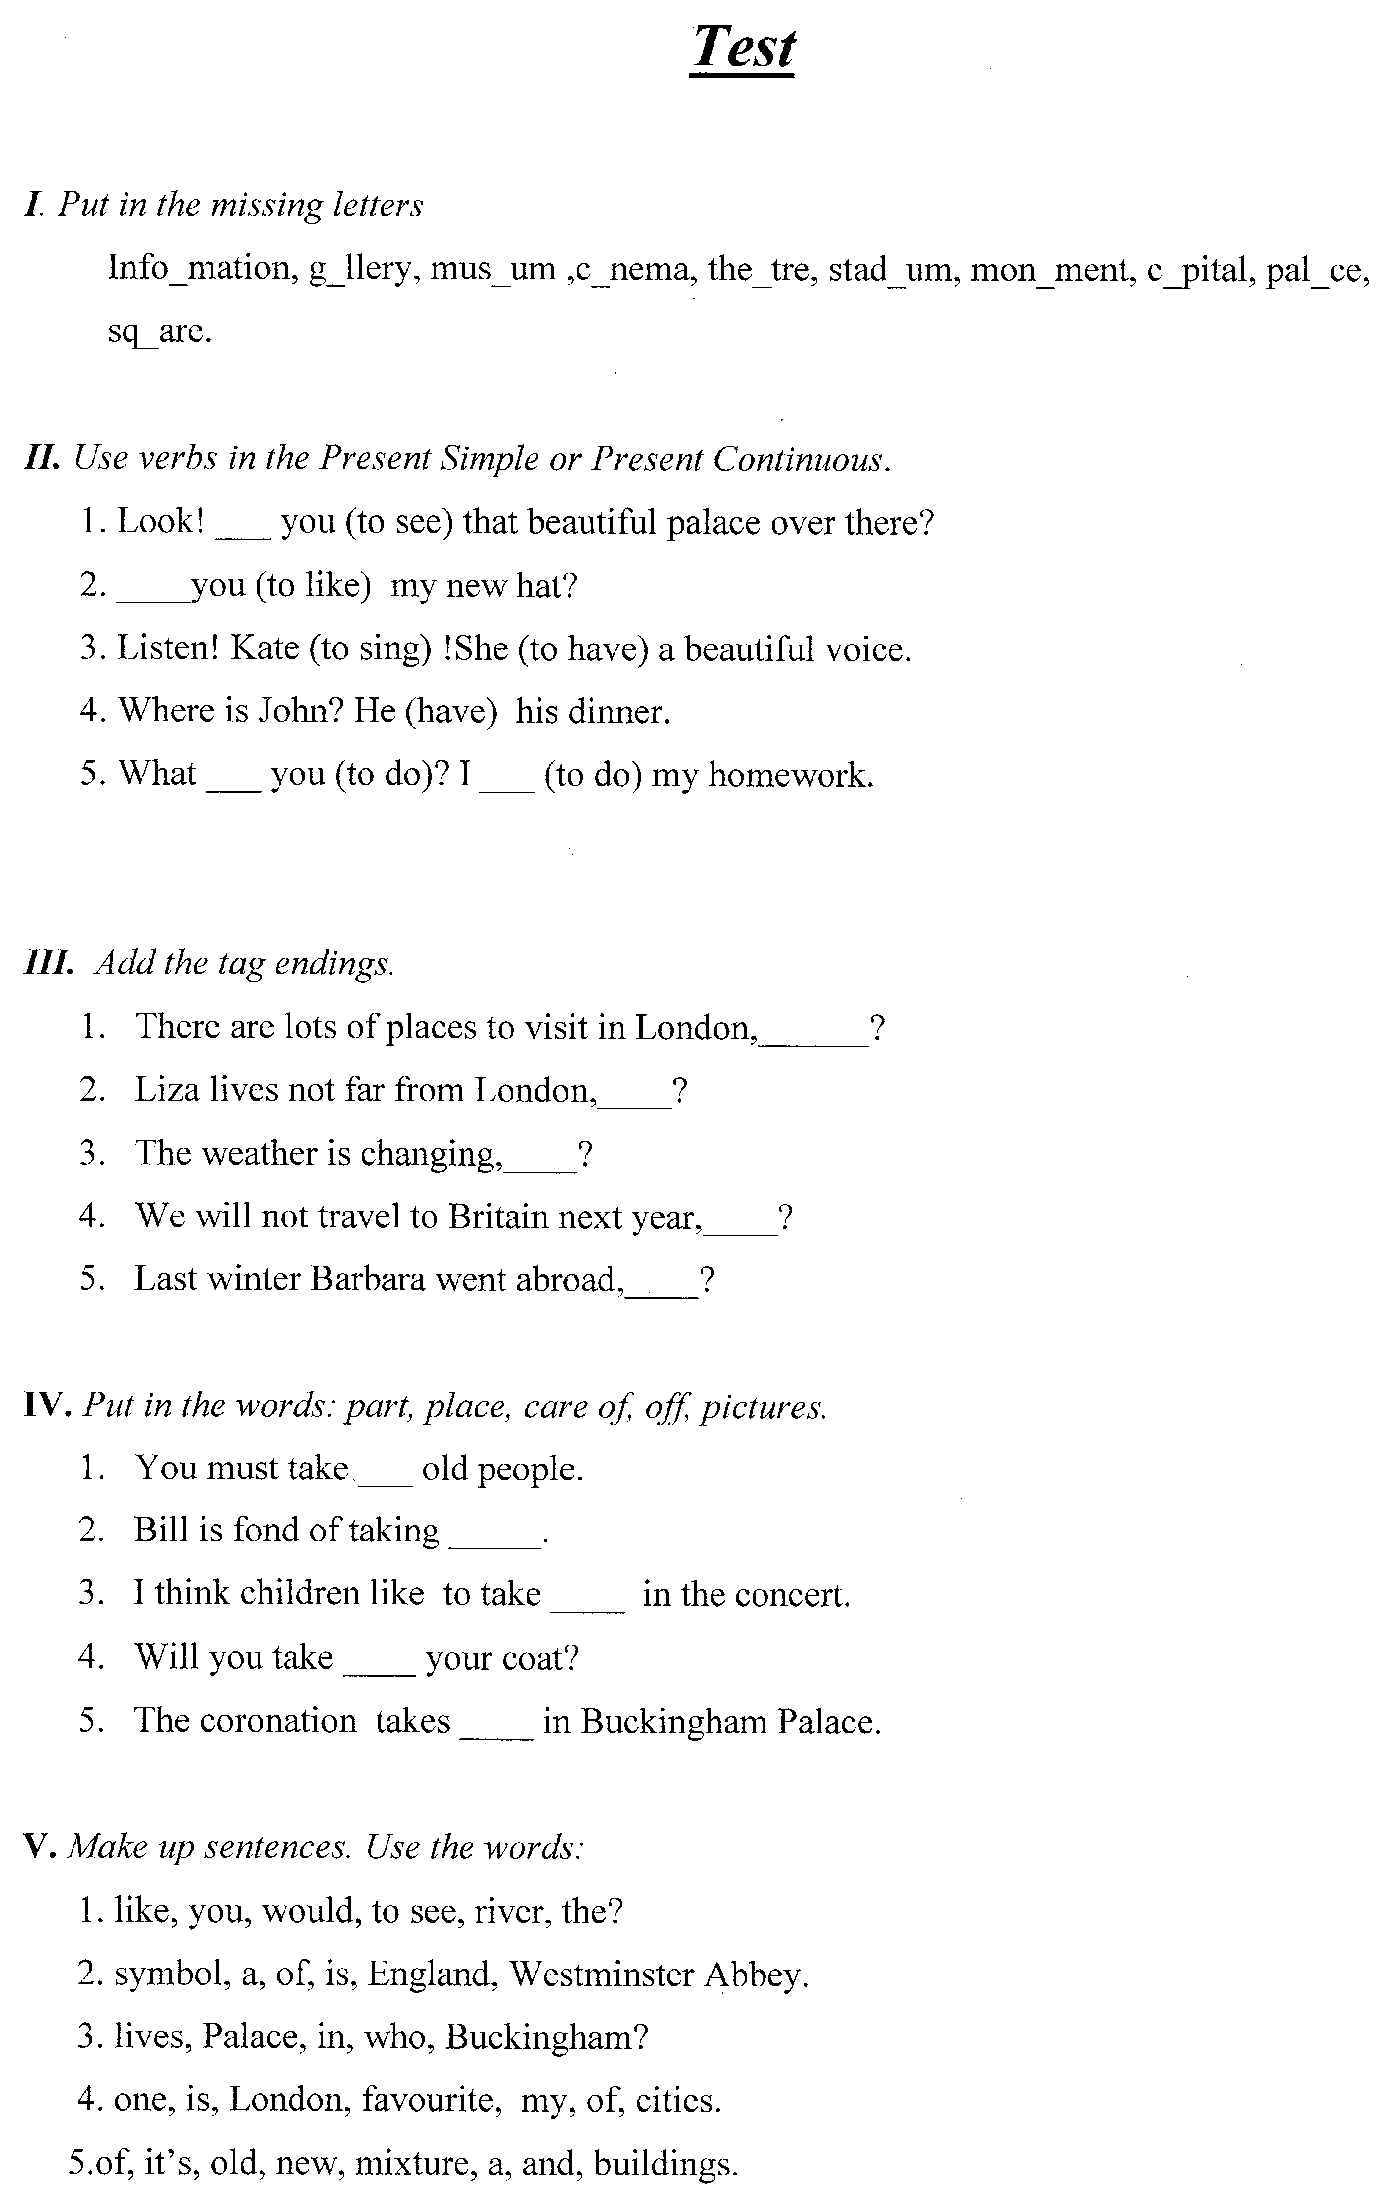 Test
I. Put in the missing letters
Info_mation, g_llery, mus_um ,c_nema, the_tre, stad_um, mon_ment, c_pital, pal_ce,
sq_are.
II. Use verbs in the Present Simple or Present Continuous.
1. Look! ___ you (to see) that beautiful palace over there?
2. ____you (to like) my new hat?
3. Listen! Kate (to sing) !She (to have) a beautiful voice.
4. Where is John? He (have) his dinner.
5. What ___ you (to do)? I ___ (to do) my homework.
III. Add the tag endings.
1. There are lots of places to visit in London,______?
2. Liza lives not far from London,____?
3. The weather is changing,____?
4. We will not travel to Britain next year,____?
5. Last winter Barbara went abroad,____?
IV. Put in the words: part, place, care of, off, pictures.
1. You must take ___ old people.
2. Bill is fond of taking _____.
3. I think children like to take ____ in the concert.
4. Will you take ____ your coat?
5. The coronation takes ____ in Buckingham Palace.
V. Make up sentences. Use the words:
1. like, you, would, to see, river, the?
2. symbol, a, of, is, England, Westminster Abbey.
3. lives, Palace, in, who, Buckingham?
4. one, is, London, favourite, my, of, cities.
5.of, it's, old, new, mixture, a, and, buildings.